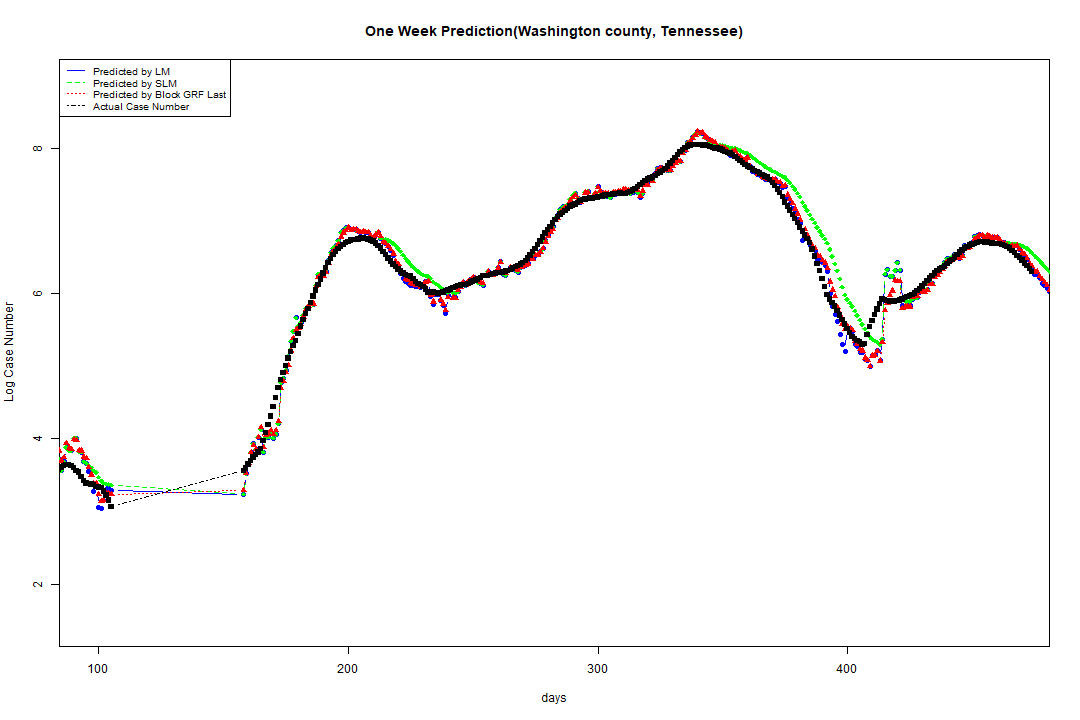 One Week Prediction(Washington county, Tennessee)
Predicted by LM
Predicted by SLM
Predicted by Block GRF Last
Actual Case Number
8
6
4
2
Log Case Number
100 200 300 400
days